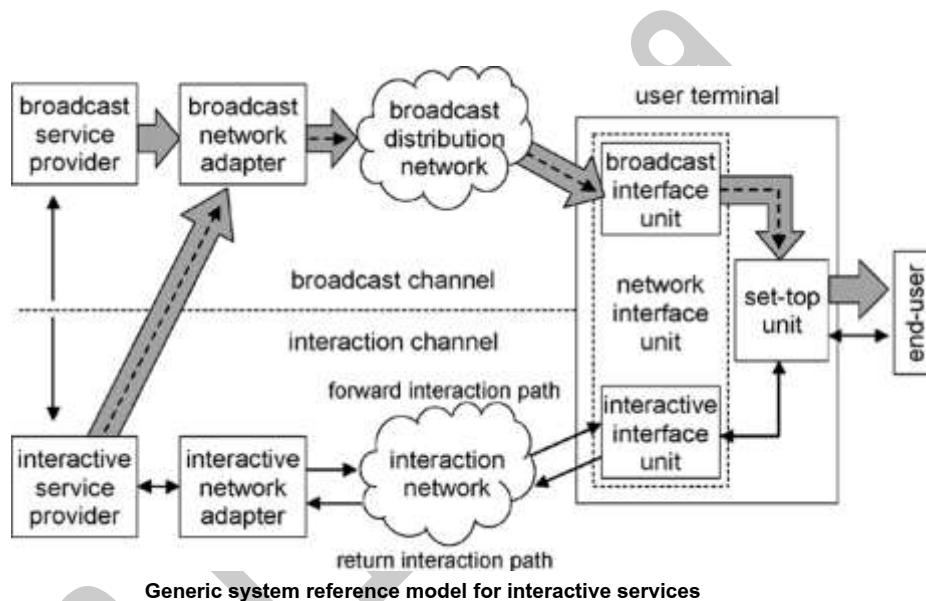 user terminal
broadcast
service
provider
broadcast
network
adapter
broadcast
distribution
network
broadcast
interface
unit
broadcast channel
network
interface
unit
set-top
unit
end-user
interaction channel
forward interaction path
interactive
service
provider
interactive
network
adapter
interaction
network
interactive
interface
unit
return interaction path
Generic system reference model for interactive services